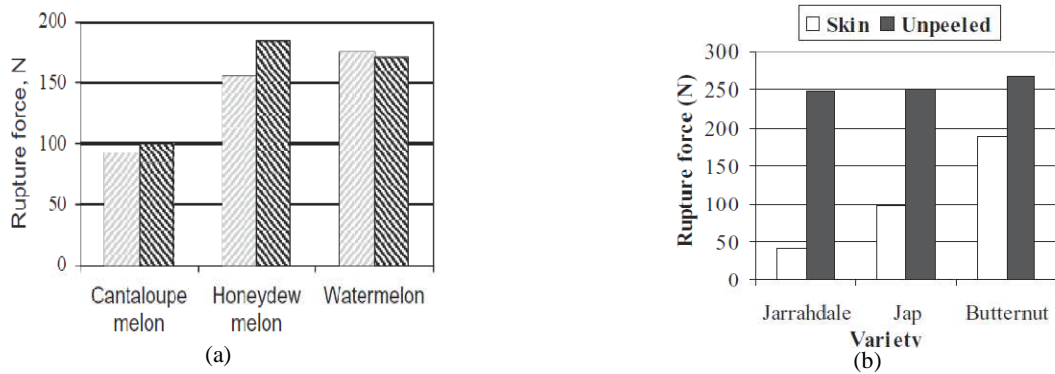 Rupture force, N
200
150
100
50
0
Cantaloupe melon
Honeydew melon
Watermelon
(a)
Skin Unpeeled
Rupture force (N)
300
250
200
150
100
50
0
Jarrahdale Jap Butternut
Variety
(b)